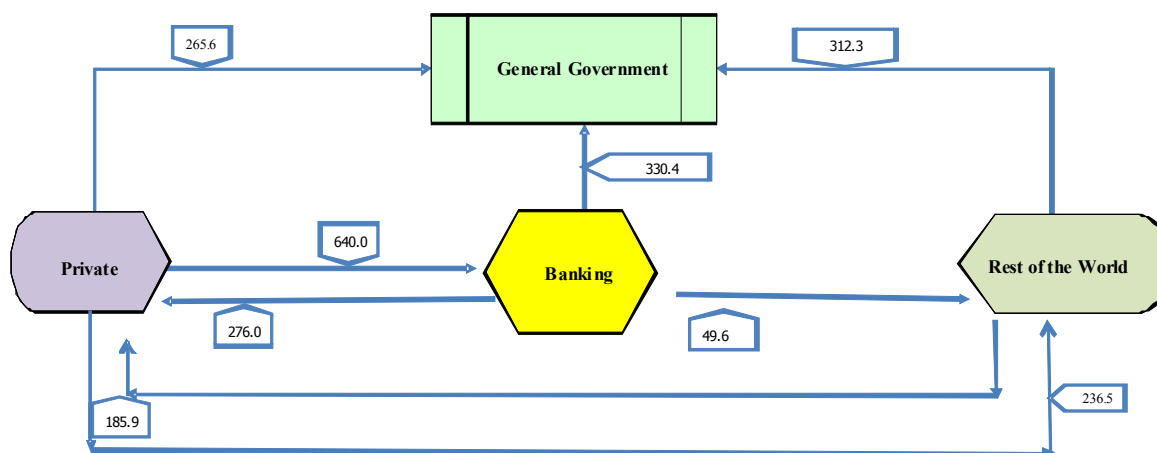 265.6
312.3
General Government
330.4
640.0
Private
Banking
Rest of the World
276.0
49.6
185.9
236.5